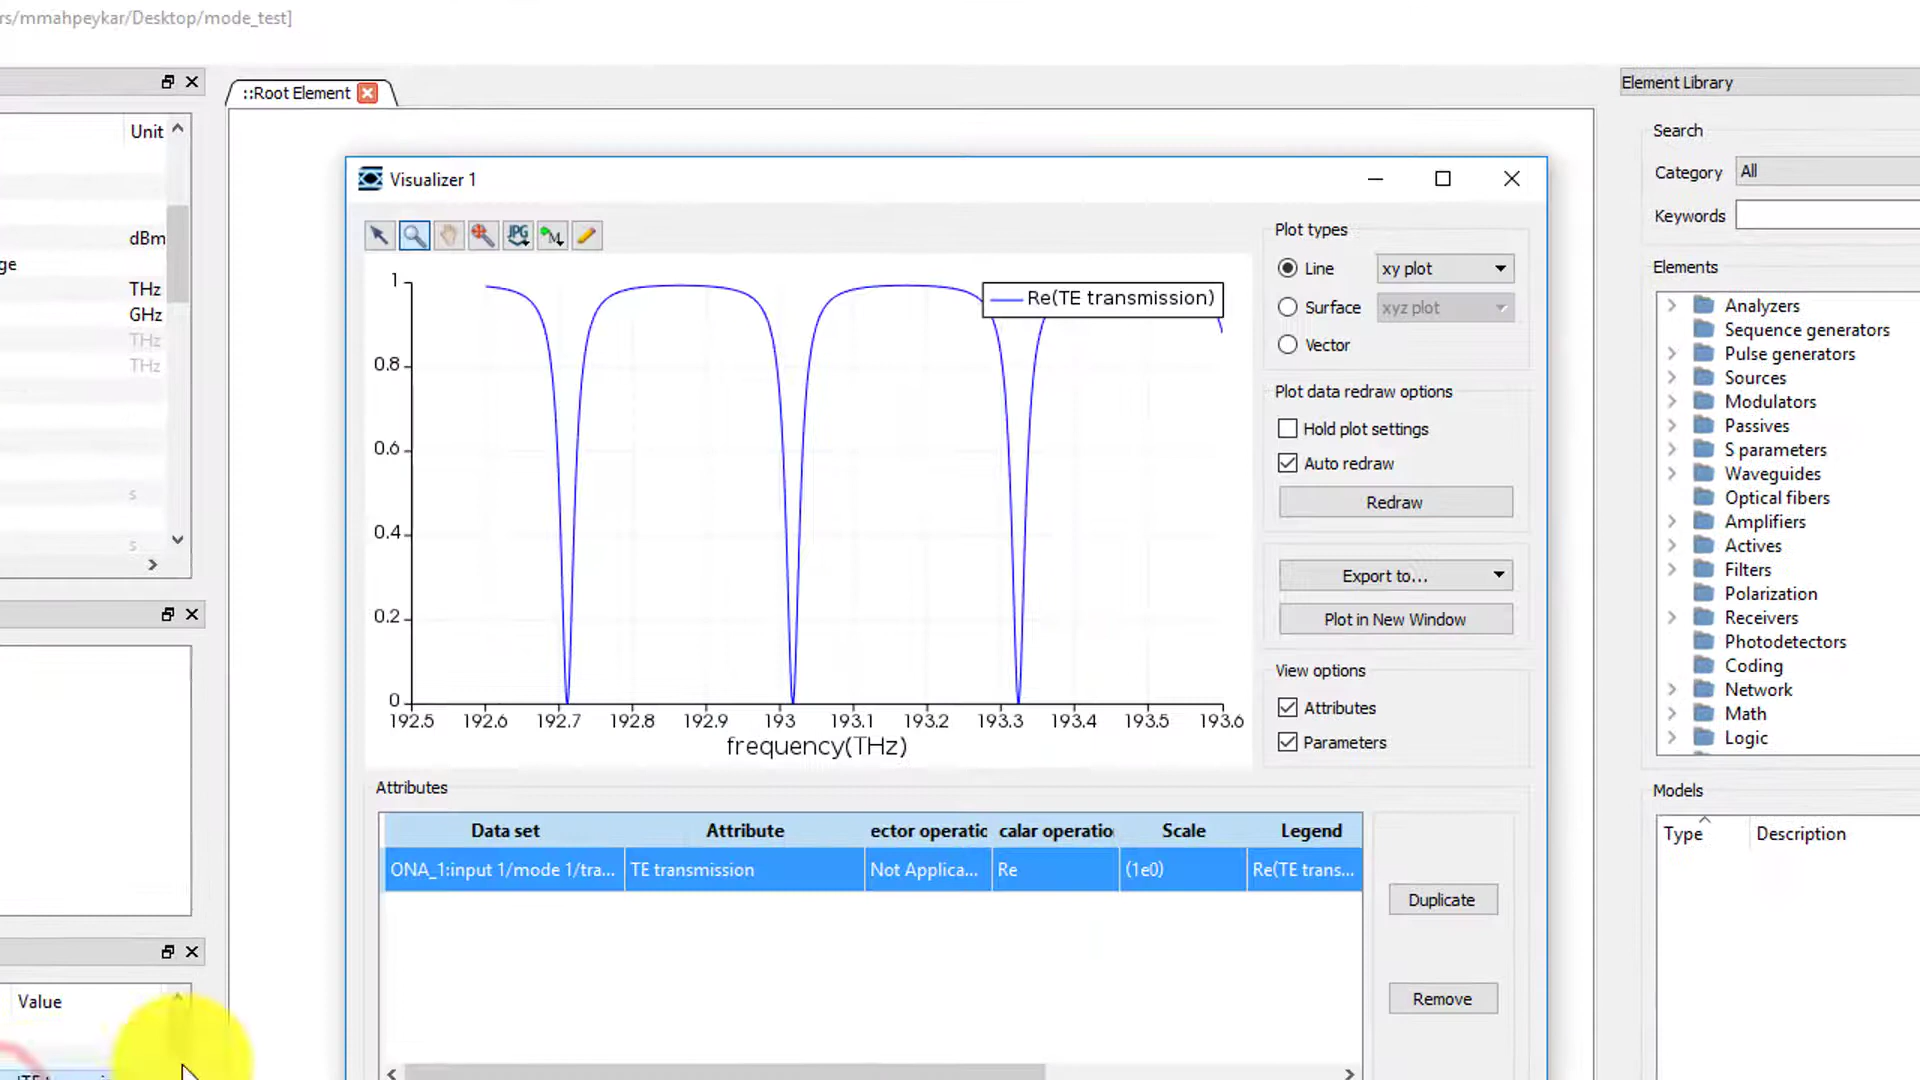 rs/mmahpeykar/Desktop/mode_test]
::Root Element
Element Library
Unit
dBm
ge
THz
GHz
THz
THz
s
s
Value
Visualizer 1
JPG
M
1
0.8
0.6
0.4
0.2
0
Re(TE transmission)
192.5 192.6 192.7 192.8 192.9 193 193.1 193.2 193.3 193.4 193.5 193.6
frequency(THz)
Plot types
Line xy plot
Surface xyz plot
Vector
Plot data redraw options
Hold plot settings
Auto redraw
Redraw
Export to...
Plot in New Window
View options
Attributes
Parameters
Attributes
Data set Attribute ector operatic calar operatio Scale Legend
ONA_1:input 1/mode 1/tra... TE transmission Not Applica... Re (1e0) Re(TE trans...
Duplicate
Remove
Search
Category All
Keywords
Elements
Analyzers
Sequence generators
Pulse generators
Sources
Modulators
Passives
S parameters
Waveguides
Optical fibers
Amplifiers
Actives
Filters
Polarization
Receivers
Photodetectors
Coding
Network
Math
Logic
Models
Type Description